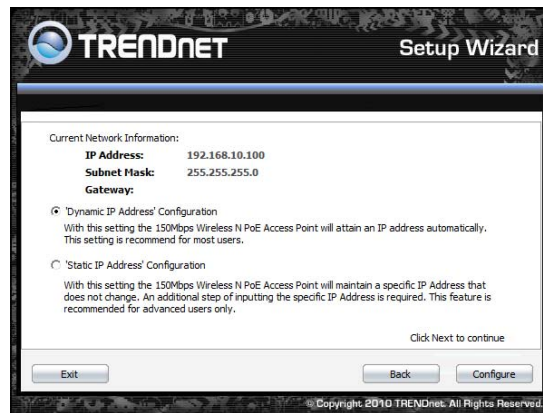 TRENDNET
Setup Wizard
Current Network Information:
IP Address: 192.168.10.100
Subnet Mask: 255.255.255.0
Gateway:
'Dynamic IP Address' Configuration
With this setting the 150Mbps Wireless N PoE Access Point will attain an IP address automatically.
This setting is recommend for most users.
'Static IP Address' Configuration
With this setting the 150Mbps Wireless N PoE Access Point will maintain a specific IP Address that
does not change. An additional step of inputting the specific IP Address is required. This feature is
recommended for advanced users only.
Click Next to continue
Exit
Back
Configure
© Copyright 2010 TRENDnet. All Rights Reserved.